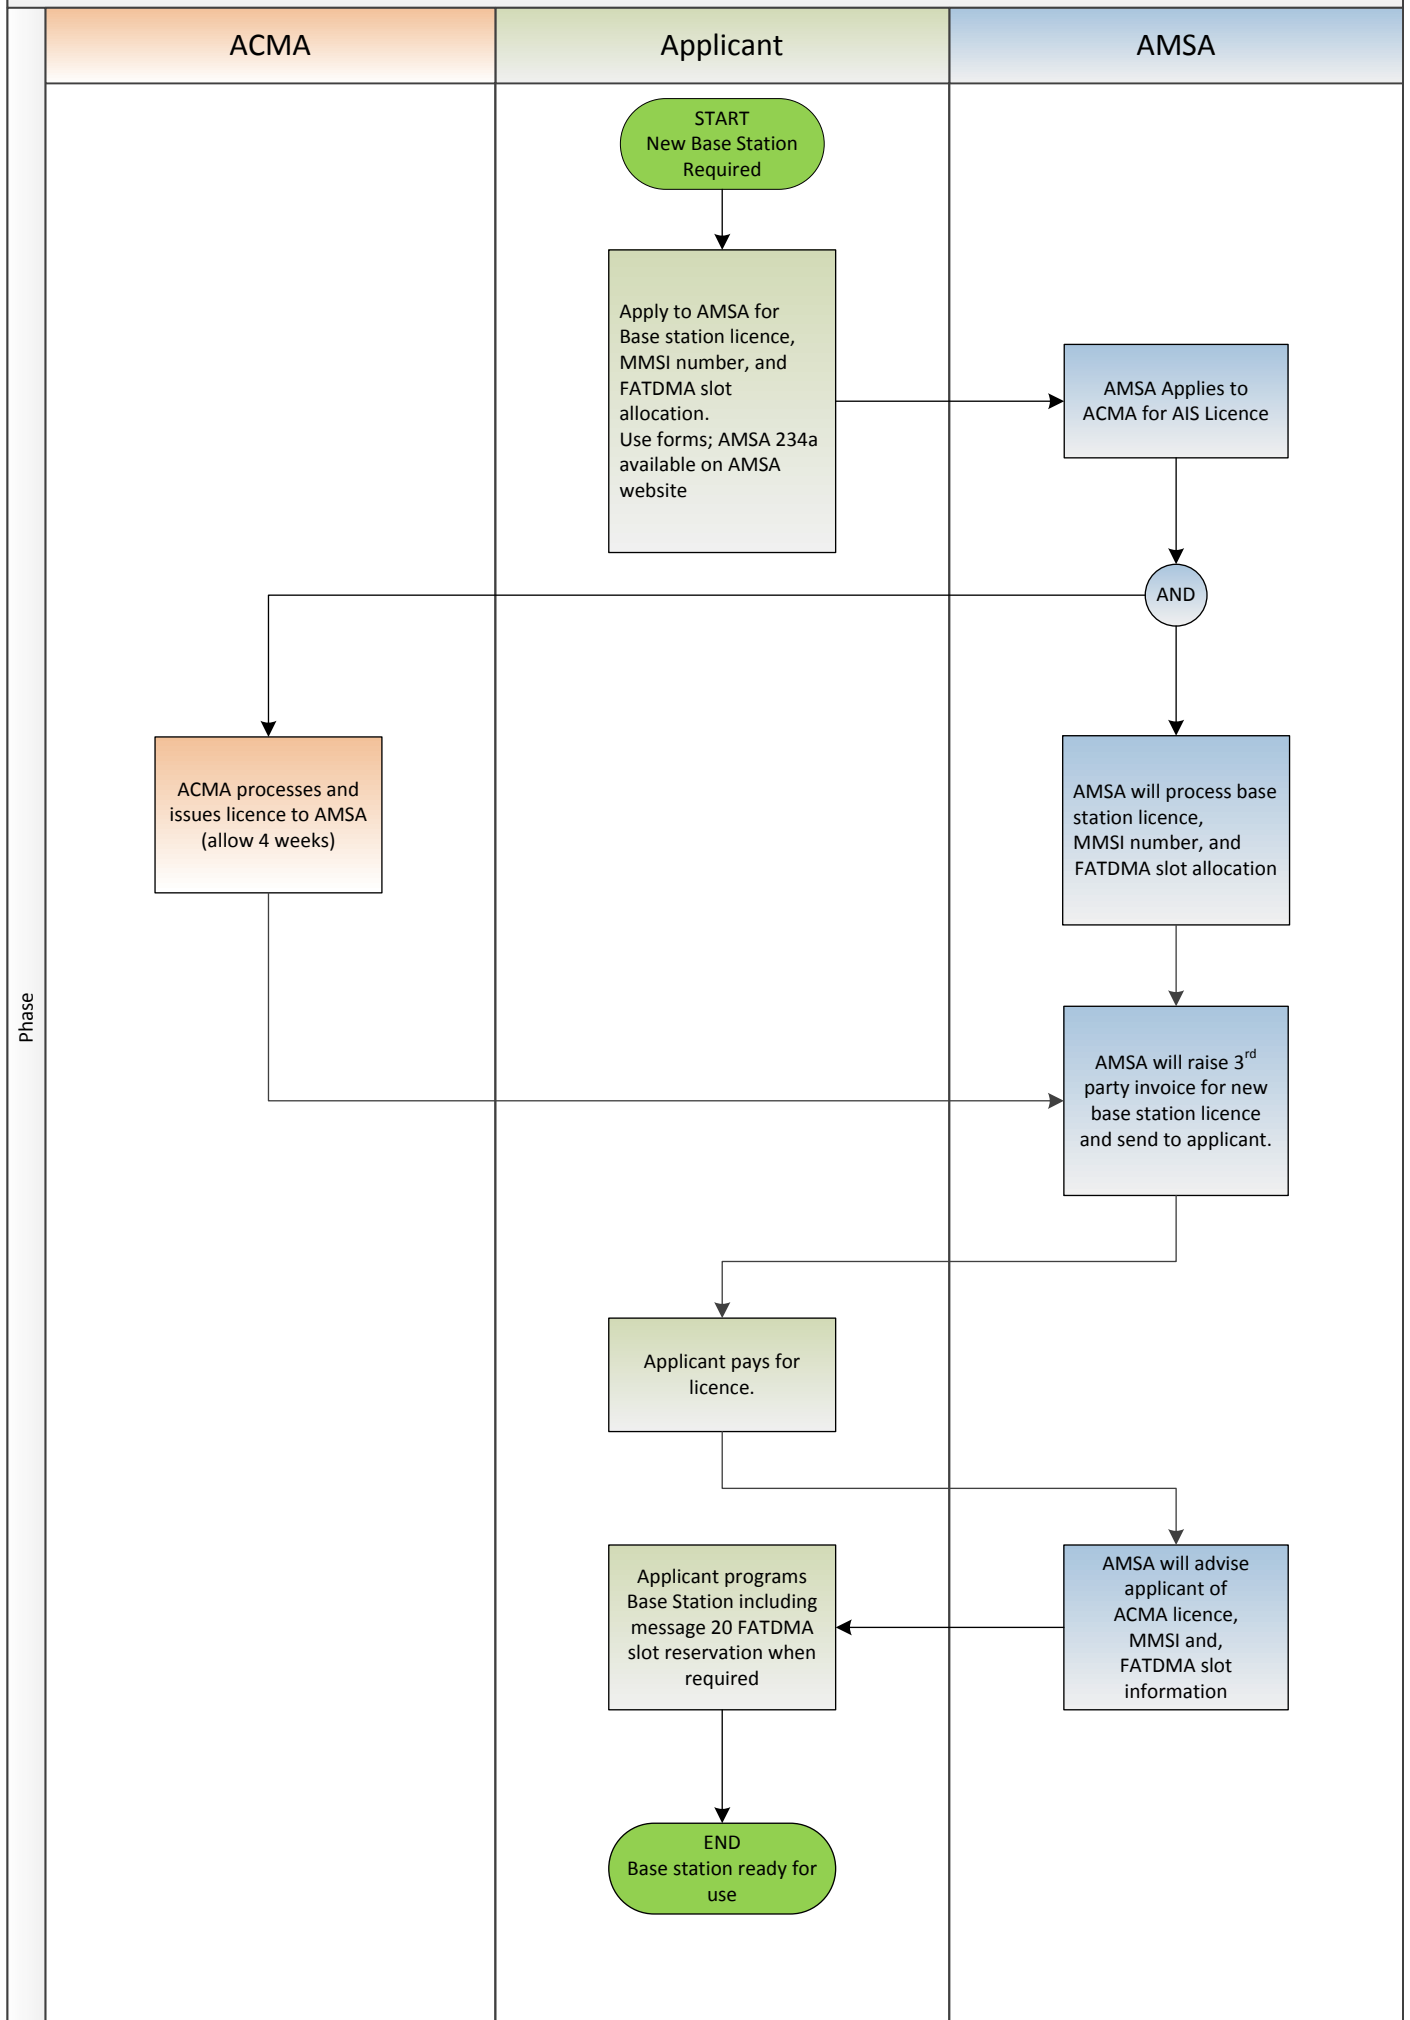 ACMA
Applicant
AMSA
START
New Base Station
Required
Apply to AMSA for
Base station licence,
MMSI number, and
FATDMA slot
allocation.
Use forms; AMSA 234a
available on AMSA
website
AMSA Applies to
ACMA for AIS Licence
AND
ACMA processes and
issues licence to AMSA
(allow 4 weeks)
AMSA will process base
station licence,
MMSI number, and
FATDMA slot allocation
Phase
AMSA will raise 3rd
party invoice for new
base station licence
and send to applicant.
Applicant pays for
licence.
AMSA will advise
applicant of
ACMA licence,
MMSI and,
FATDMA slot
information
Applicant programs
Base Station including
message 20 FATDMA
slot reservation when
required
END
Base station ready for
use